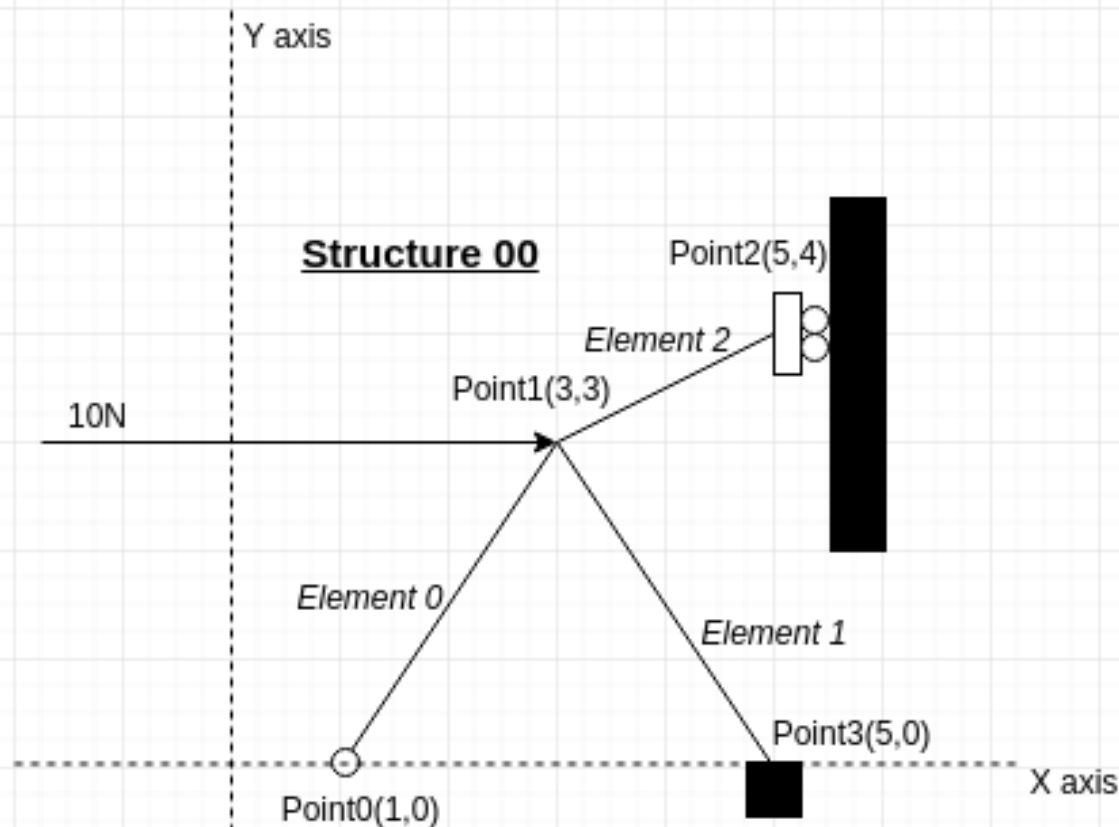 Y axis
Structure 00
Point2(5,4)
Element 2
Point1(3,3)
10N
Element 0
Element 1
Point3(5,0)
X axis
Point0(1,0)